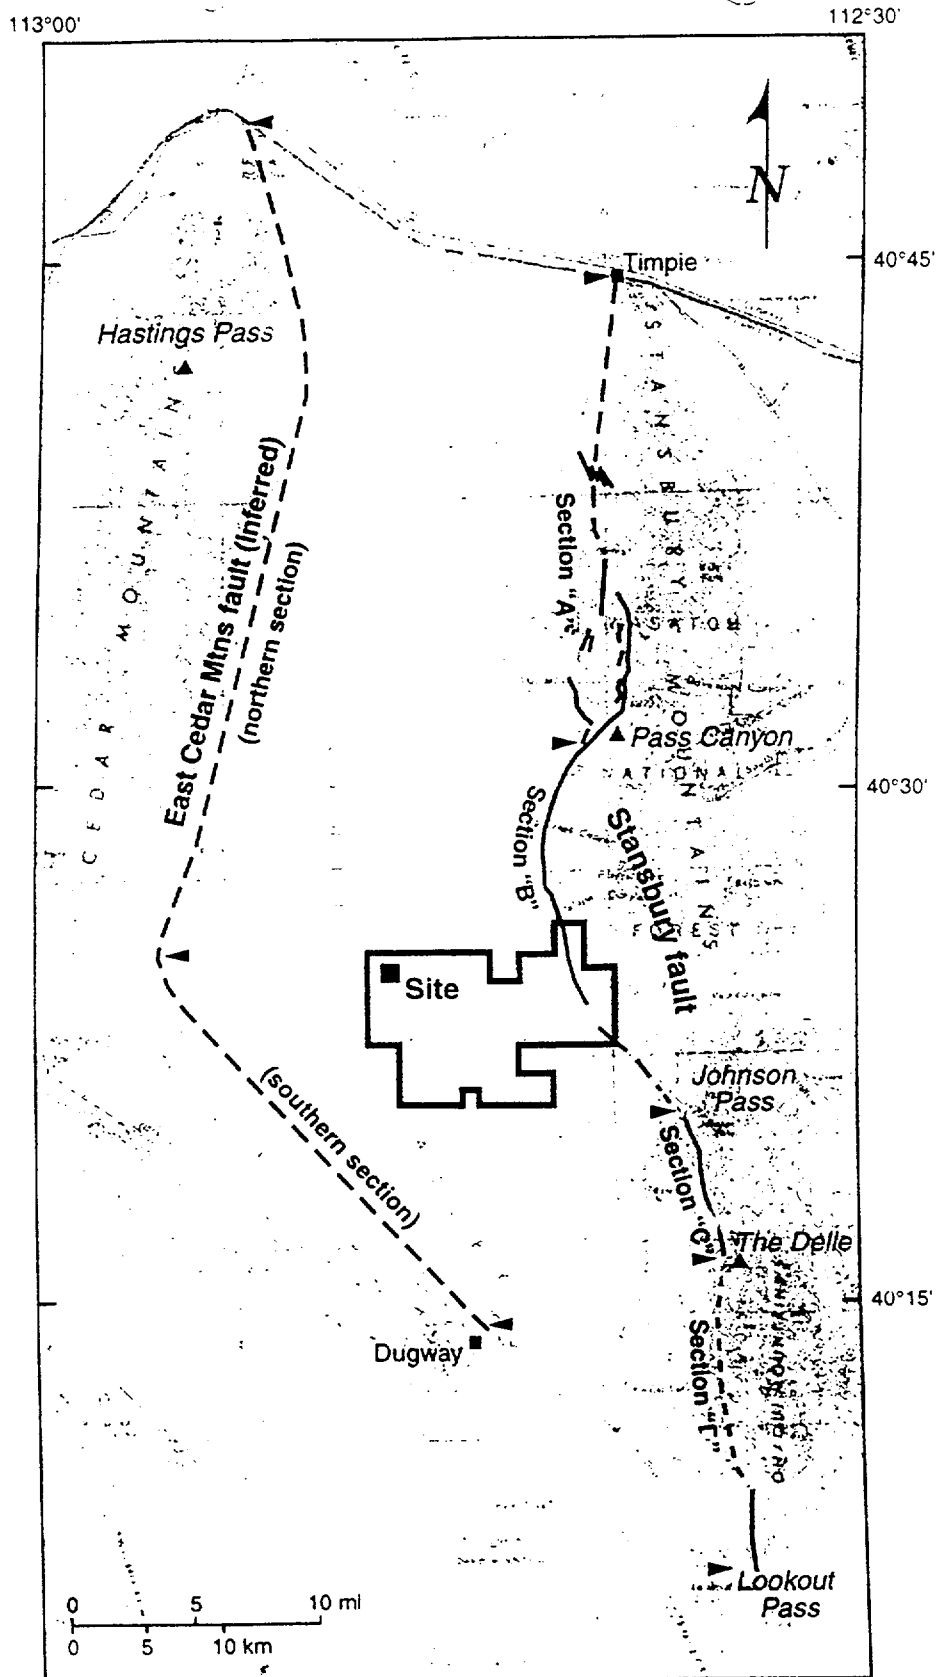 113°00'
112°30'
N
Timpie
40°45'
Hastings Pass
STANSBURY
MOUNTAINS
CEDAR MOUNTAIN
East Cedar Mtns fault (Inferred)
(northern section)
Section "A"
Pass Canyon
NATIONAL
40°30'
Section "B"
Stansbury fault
Site
Johnson
Pass
(southern section)
Section "C"
The Delle
40°15'
Dugway
Section
Lookout
Pass
0 5 10 mi
0 5 10 km